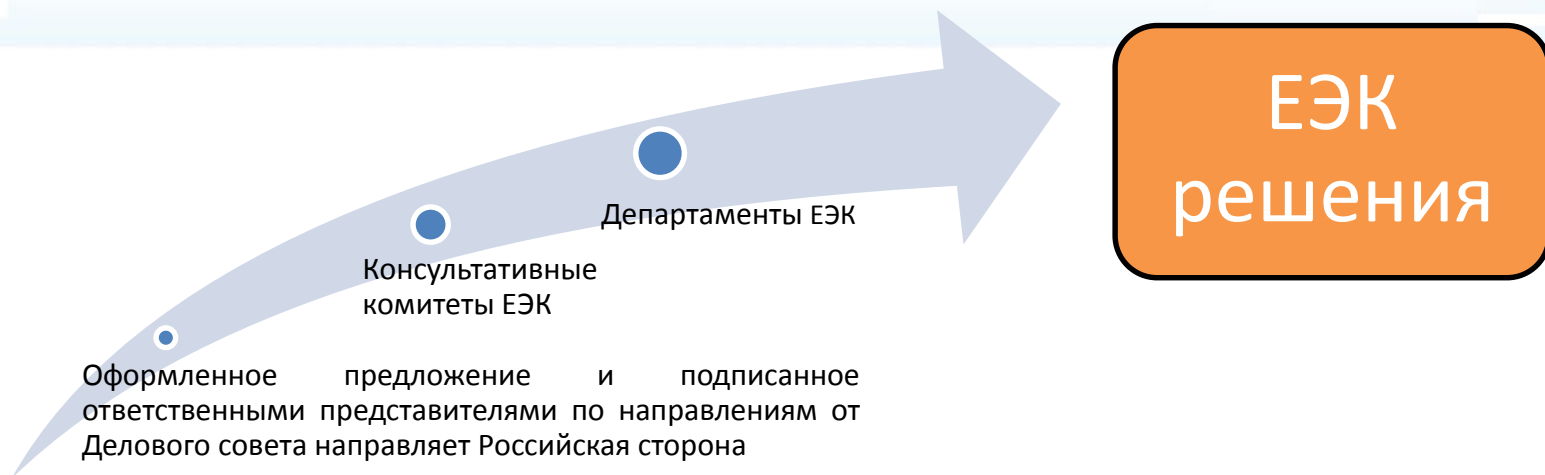 ЕЭК
решения
Департаменты ЕЭК
Консультативные
комитеты ЕЭК
Оформленное предложение и подписанное
ответственными представителями по направлениям от
Делового совета направляет Российская сторона